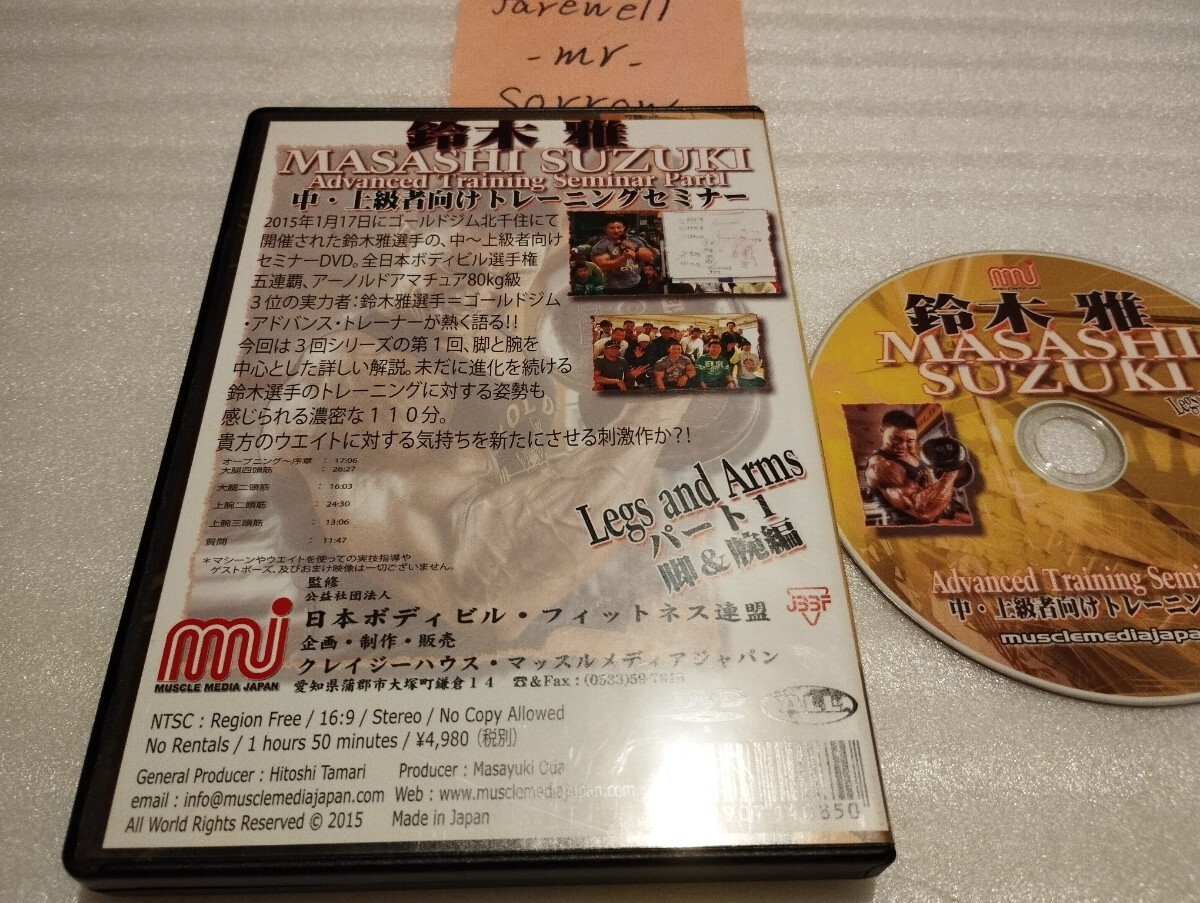 farewell
-mr-
Sorrow
鈴木 雅
MASASHI SUZUKI
Advanced Training Seminar Part1
中・上級者向けトレーニングセミナー
2015年1月17日にゴールドジム北千住にて
開催された鈴木雅選手の、中〜上級者向け
セミナーDVD。全日本ボディビル選手権
五連覇、アーノルドアマチュア80kg級
3位の実力者:鈴木雅選手=ゴールドジム
・アドバンス・トレーナーが熱く語る!!
今回は3回シリーズの第1回、脚と腕を
中心とした詳しい解説。未だに進化を続ける
鈴木選手のトレーニングに対する姿勢も
感じられる濃密な110分。
貴方のウエイトに対する気持ちを新たにさせる刺激作か?!
オープニング〜序章 : 17:06
大腿四頭筋 : 26:27
大腿二頭筋 : 16:03
上腕二頭筋 : 24:30
上腕三頭筋 : 13:06
質問 : 11:47
*マシーンやウエイトを使っての実技指導や
ゲストポーズ、及びおまけ映像は一切ございません。
Legs and Arms
パート1
脚&腕編
監修
公益社団法人
日本ボディビル・フィットネス連盟
JBBF
企画・制作・販売
クレイジーハウス・マッスルメディアジャパン
愛知県蒲郡市大塚町鎌倉14 ☎&Fax:(0533)59-
mj
MUSCLE MEDIA JAPAN
NTSC : Region Free / 16:9 / Stereo / No Copy Allowed
No Rentals / 1 hours 50 minutes / ¥4,980 (税別)
General Producer : Hitoshi Tamari Producer : Masayuki Oda
email : info@musclemediajapan.com Web : www.musclemediajapan.com
All World Rights Reserved © 2015 Made in Japan
ALL
850
mj
鈴木 雅
MASASHI
SUZUKI
Legs
Advanced Training Semi
中・上級者向けトレーニン
musclemediajapa